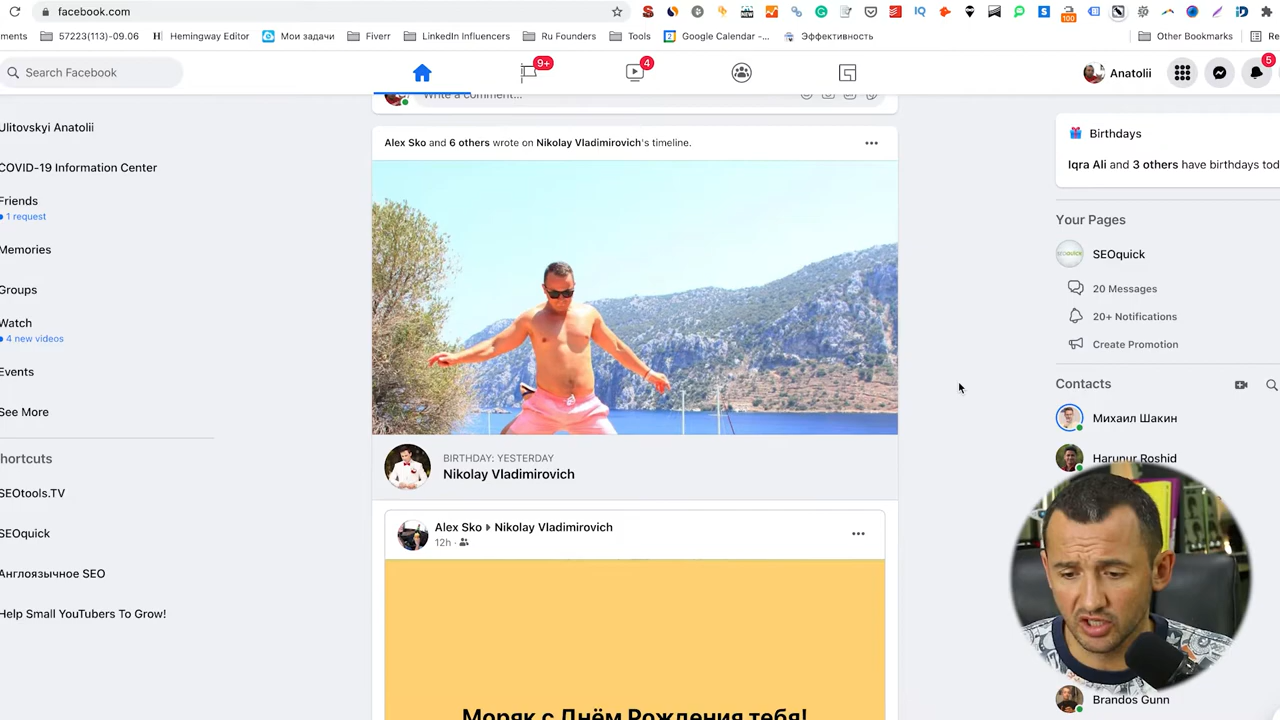 facebook.com
100
ments
57223(113)-09.06
Hemingway Editor
Мои задачи
Fiverr
LinkedIn Influencers
Ru Founders
Tools
Google Calendar -...
Эффективность
Other Bookmarks
Re
Search Facebook
9+
4
Anatolii
5
Write a comment...
Ulitovskyi Anatolii
COVID-19 Information Center
Friends
1 request
Memories
Groups
Watch
4 new videos
Events
See More
hortcuts
SEOtools.TV
SEOquick
Англоязычное SEO
Help Small YouTubers To Grow!
Alex Sko and 6 others wrote on Nikolay Vladimirovich's timeline.
BIRTHDAY: YESTERDAY
Nikolay Vladimirovich
Alex Sko Nikolay Vladimirovich
12h ·
Моряк с Днём Рождения тебя!
Birthdays
Iqra Ali and 3 others have birthdays tod
Your Pages
SEOquick
20 Messages
20+ Notifications
Create Promotion
Contacts
Михаил Шакин
Harunur Roshid
Brandos Gunn